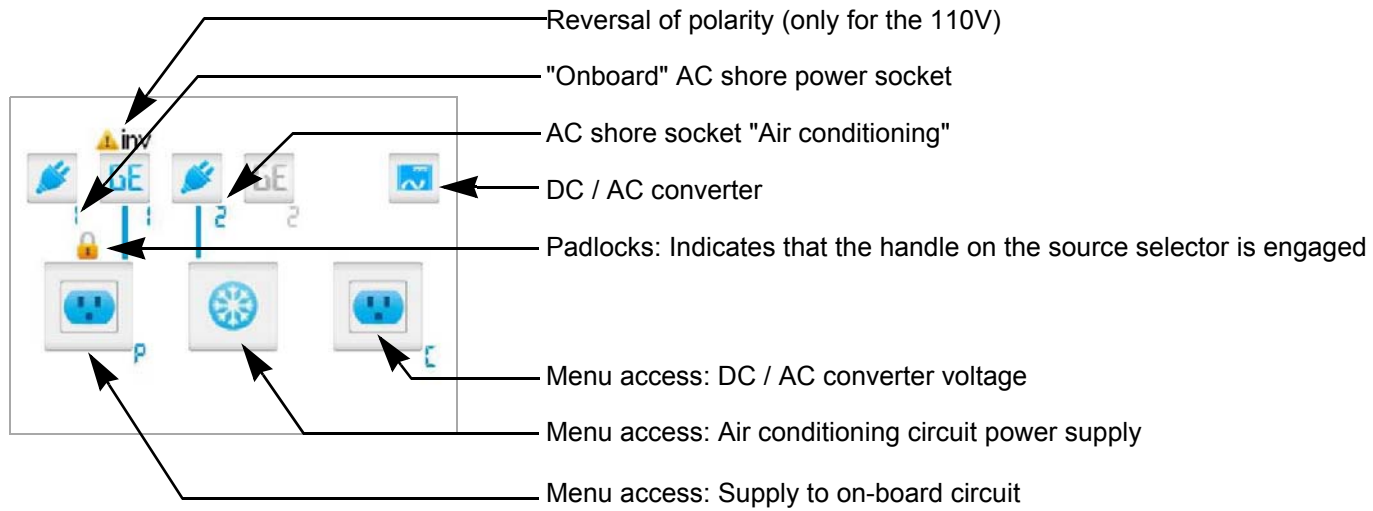 Reversal of polarity (only for the 110V)
"Onboard" AC shore power socket
AC shore socket "Air conditioning"
inv
GE GE
DC / AC converter
1 1 2 2
Padlocks: Indicates that the handle on the source selector is engaged
P C
Menu access: DC / AC converter voltage
Menu access: Air conditioning circuit power supply
Menu access: Supply to on-board circuit